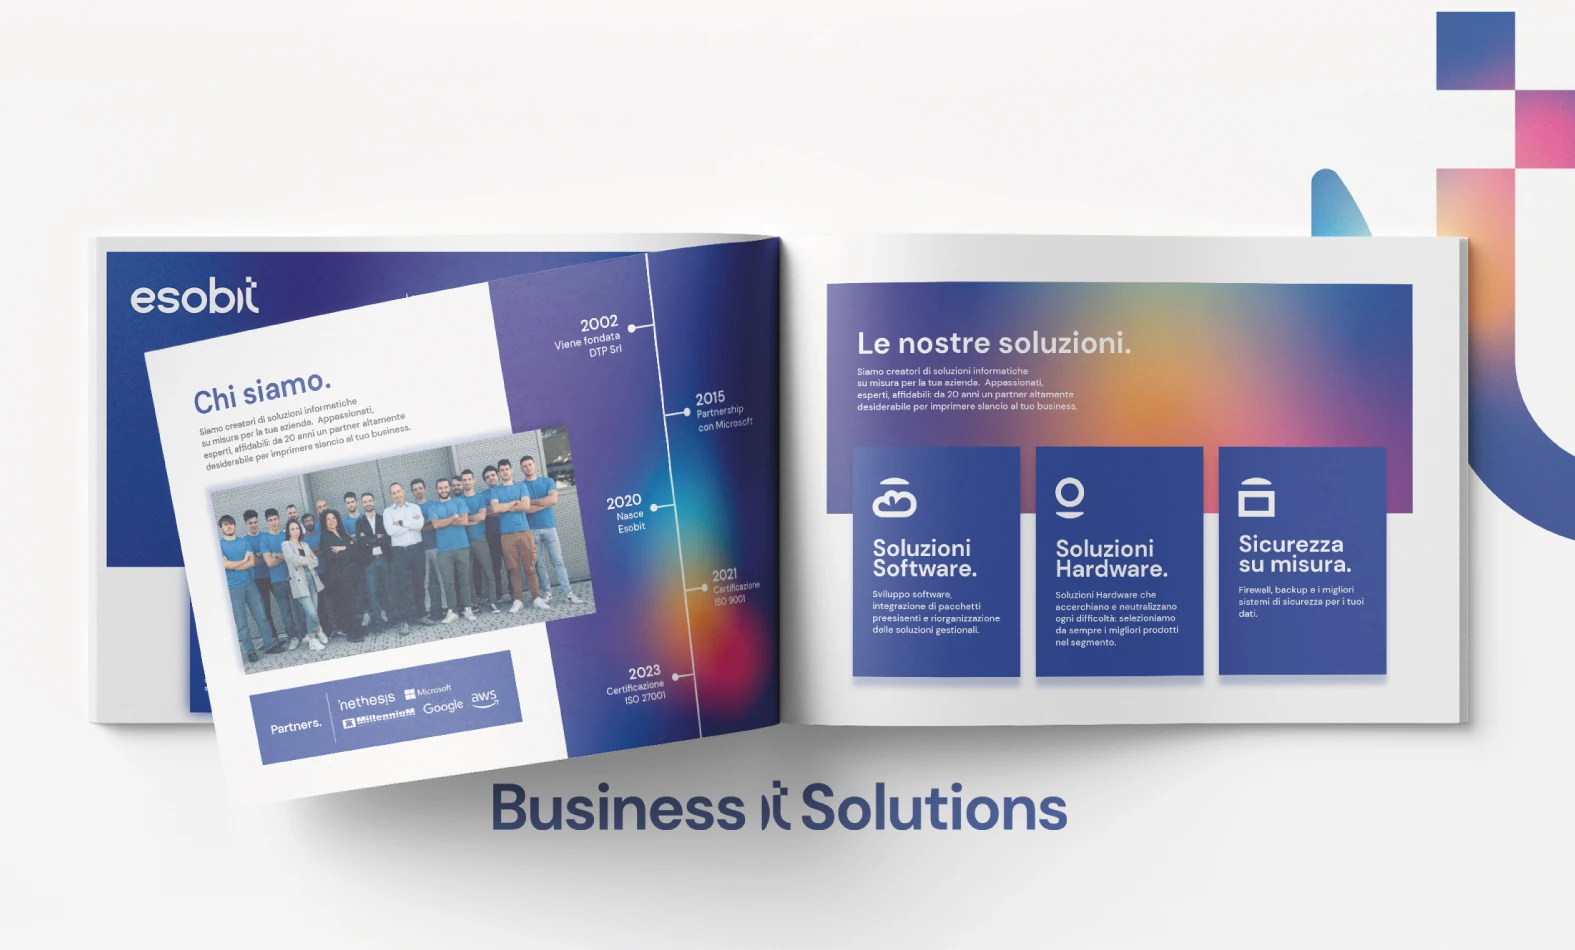 esobit
Chi siamo.
Siamo creatori di soluzioni informatiche
su misura per la tua azienda. Appassionati,
esperti, affidabili: da 20 anni un partner altamente
desiderabile per imprimere slancio al tuo business.
Partners.
nethesis
Microsoft
MillenniuM
Google
aws
2002
Viene fondata
DTP Srl
2015
Partnership
con Microsoft
2020
Nasce
Esobit
2021
Certificazione
ISO 9001
2023
Certificazione
ISO 27001
Le nostre soluzioni.
Siamo creatori di soluzioni informatiche
su misura per la tua azienda. Appassionati,
esperti, affidabili: da 20 anni un partner altamente
desiderabile per imprimere slancio al tuo business.
Soluzioni
Software.
Sviluppo software,
integrazione di pacchetti
preesisenti e riorganizzazione
delle soluzioni gestionali.
Soluzioni
Hardware.
Soluzioni Hardware che
accerchiano e neutralizzano
ogni difficoltà: selezioniamo
da sempre i migliori prodotti
nel segmento.
Sicurezza
su misura.
Firewall, backup e i migliori
sistemi di sicurezza per i tuoi
dati.
Business it Solutions